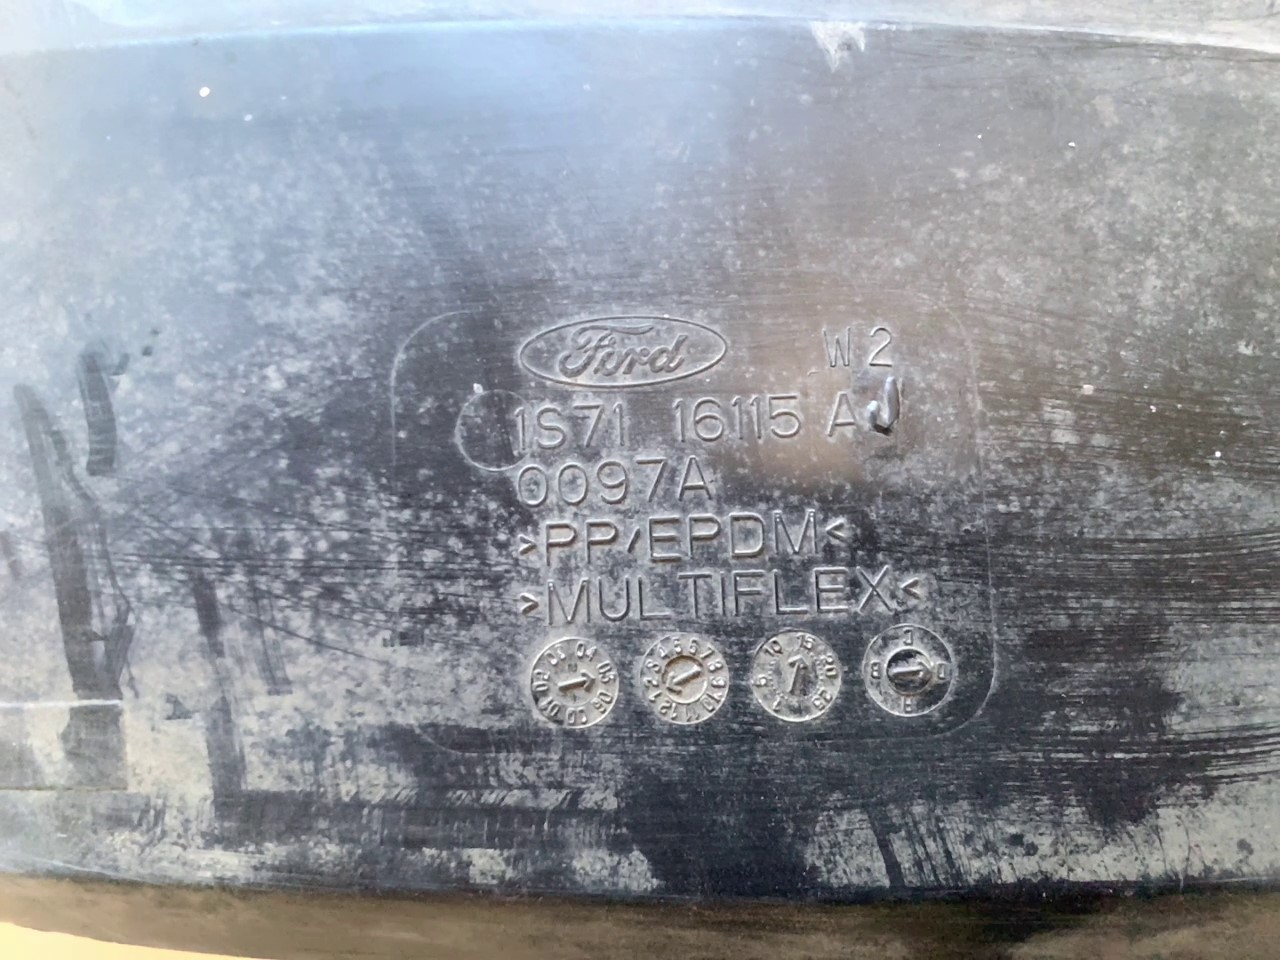 Ford W2
1S71 16115 AJ
0097A
>PP/EPDM<
>MULTIFLEX<